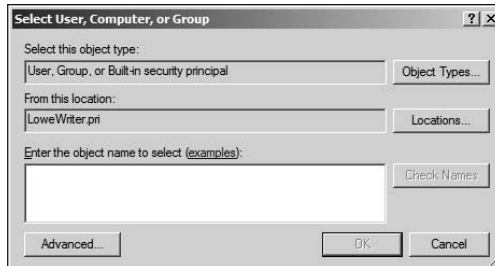 Select User, Computer, or Group
Select this object type:
User, Group, or Built-in security principal
Object Types...
From this location:
LoweWriter.pri
Locations...
Enter the object name to select (examples):
Check Names
Advanced...
OK
Cancel